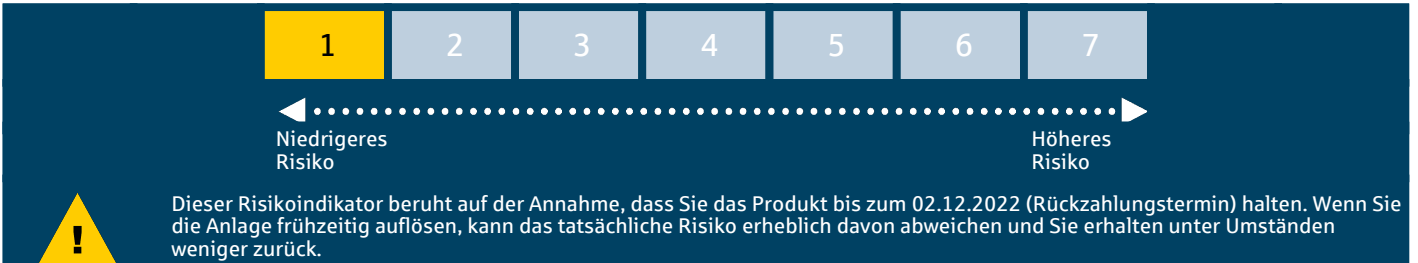 1 2 3 4 5 6 7
Niedrigeres Höheres
Risiko Risiko
Dieser Risikoindikator beruht auf der Annahme, dass Sie das Produkt bis zum 02.12.2022 (Rückzahlungstermin) halten. Wenn Sie
! die Anlage frühzeitig auflösen, kann das tatsächliche Risiko erheblich davon abweichen und Sie erhalten unter Umständen
weniger zurück.